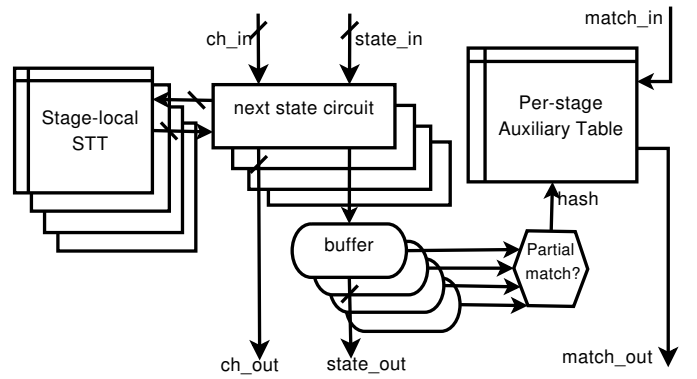 match_in
ch_in
state_in
next state circuit
Stage-local
STT
Per-stage
Auxiliary Table
hash
buffer
Partial
match?
ch_out
state_out
match_out